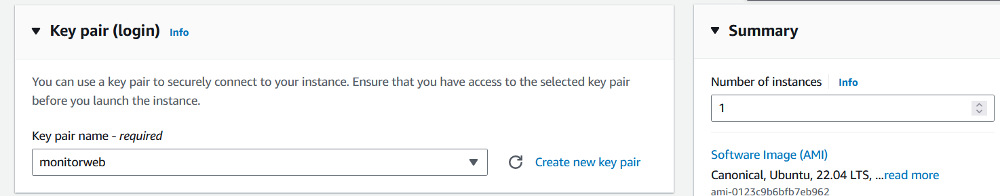 Key pair (login) Info
You can use a key pair to securely connect to your instance. Ensure that you have access to the selected key pair
before you launch the instance.
Key pair name - required
monitorweb
Create new key pair
Summary
Number of instances Info
1
Software Image (AMI)
Canonical, Ubuntu, 22.04 LTS, ...read more
ami-0123c9b6bfb7eb962